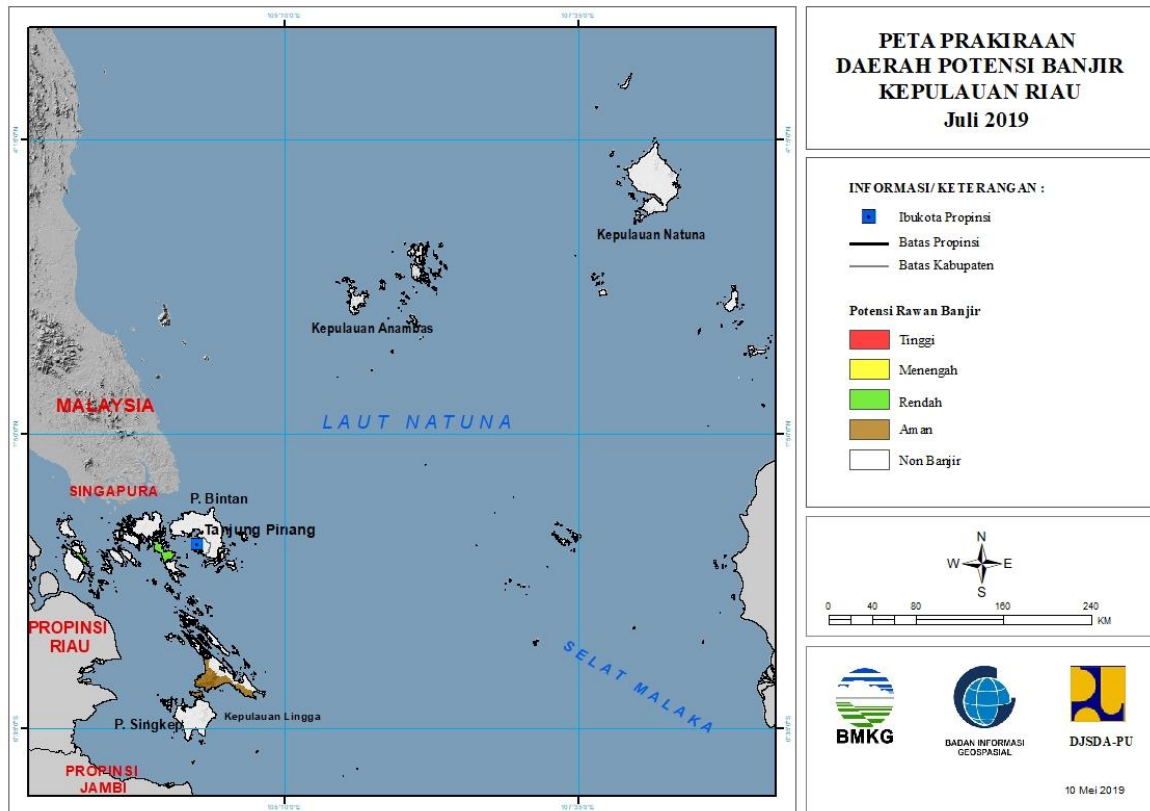 PETA PRAKIRAAN
DAERAH POTENSI BANJIR
KEPULAUAN RIAU
Juli 2019
INFORMASI/ KETERANGAN :
Ibukota Propinsi
Batas Propinsi
Batas Kabupaten
Potensi Rawan Banjir
Tinggi
Menengah
Rendah
Aman
Non Banjir
N
W E
S
0 40 80 160 240
KM
BMKG
BADAN INFORMASI
GEOSPASIAL
DJSDA-PU
10 Mei 2019
Kepulauan Natuna
Kepulauan Anambas
MALAYSIA
LAUT NATUNA
SINGAPURA
P. Bintan
Tanjung Pinang
PROPINSI
RIAU
SELAT MALAKA
Kepulauan Lingga
P. Singkep
PROPINSI
JAMBI